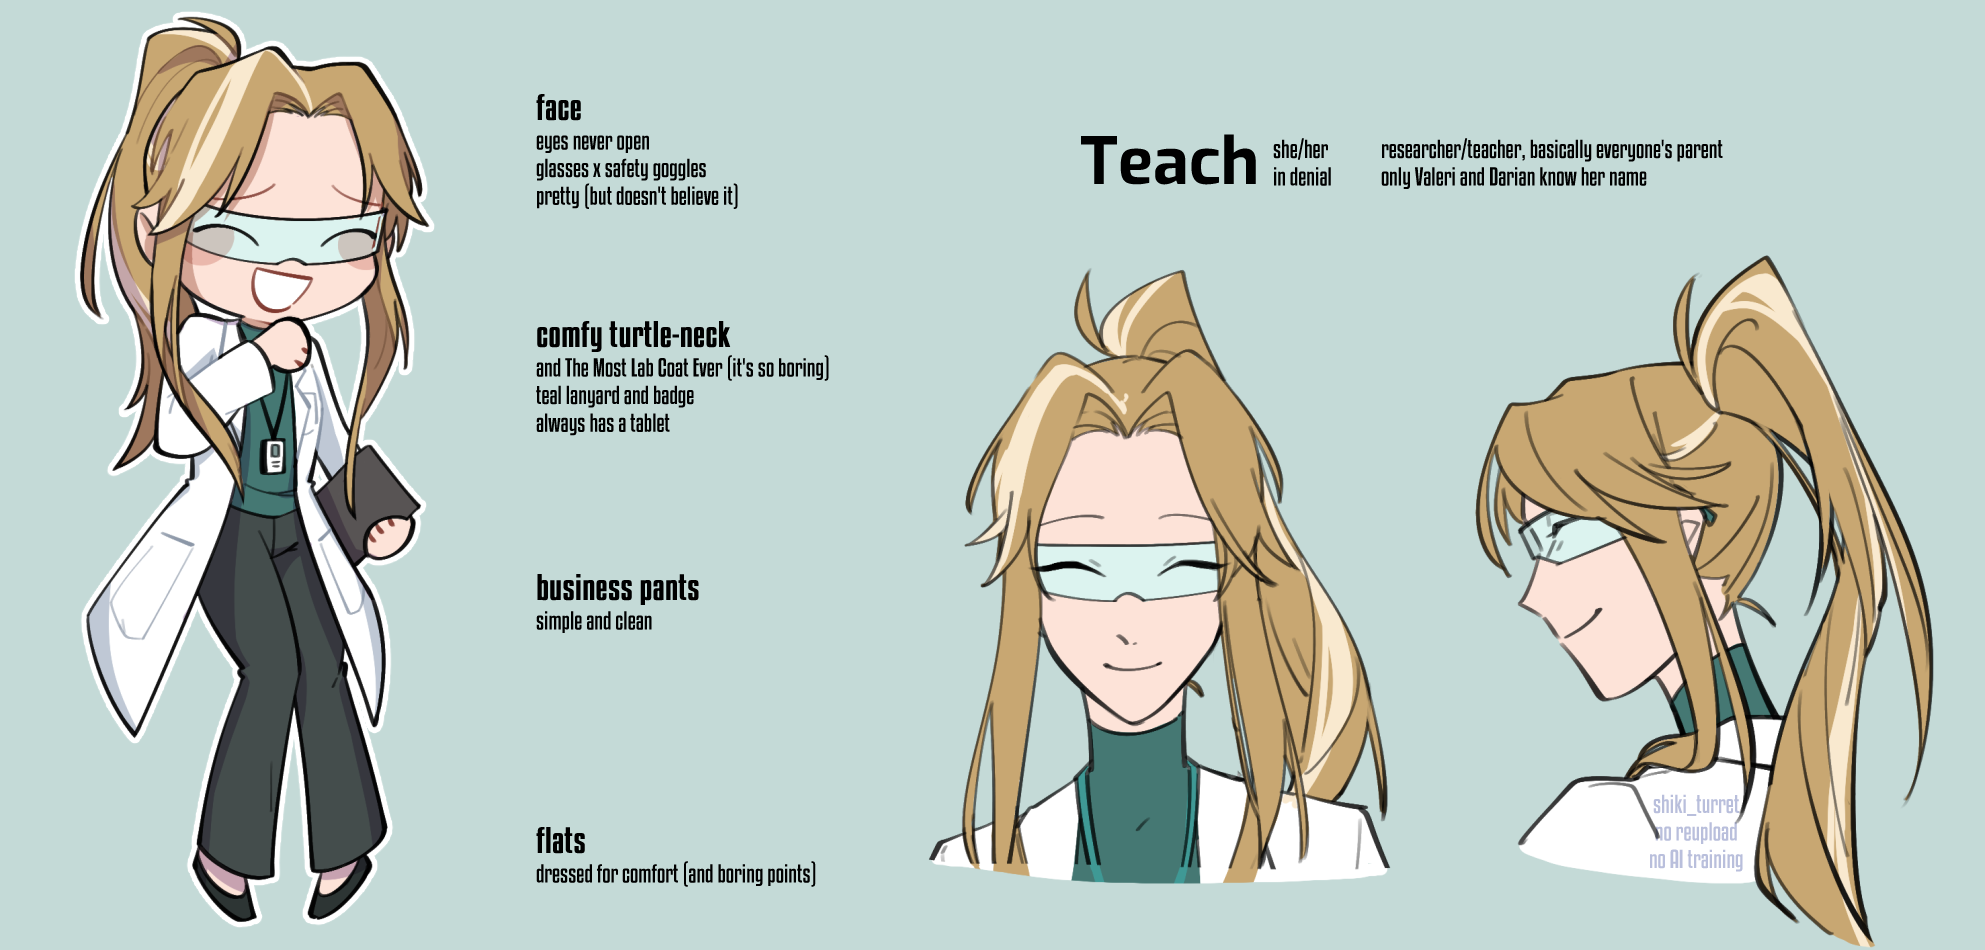 face
eyes never open
glasses x safety goggles
pretty (but doesn't believe it)
comfy turtle-neck
and The Most Lab Coat Ever (it's so boring)
teal lanyard and badge
always has a tablet
business pants
simple and clean
flats
dressed for comfort (and boring points)
Teach
she/her
in denial
researcher/teacher, basically everyone's parent
only Valeri and Darian know her name
shiki_turret
no reupload
no AI training